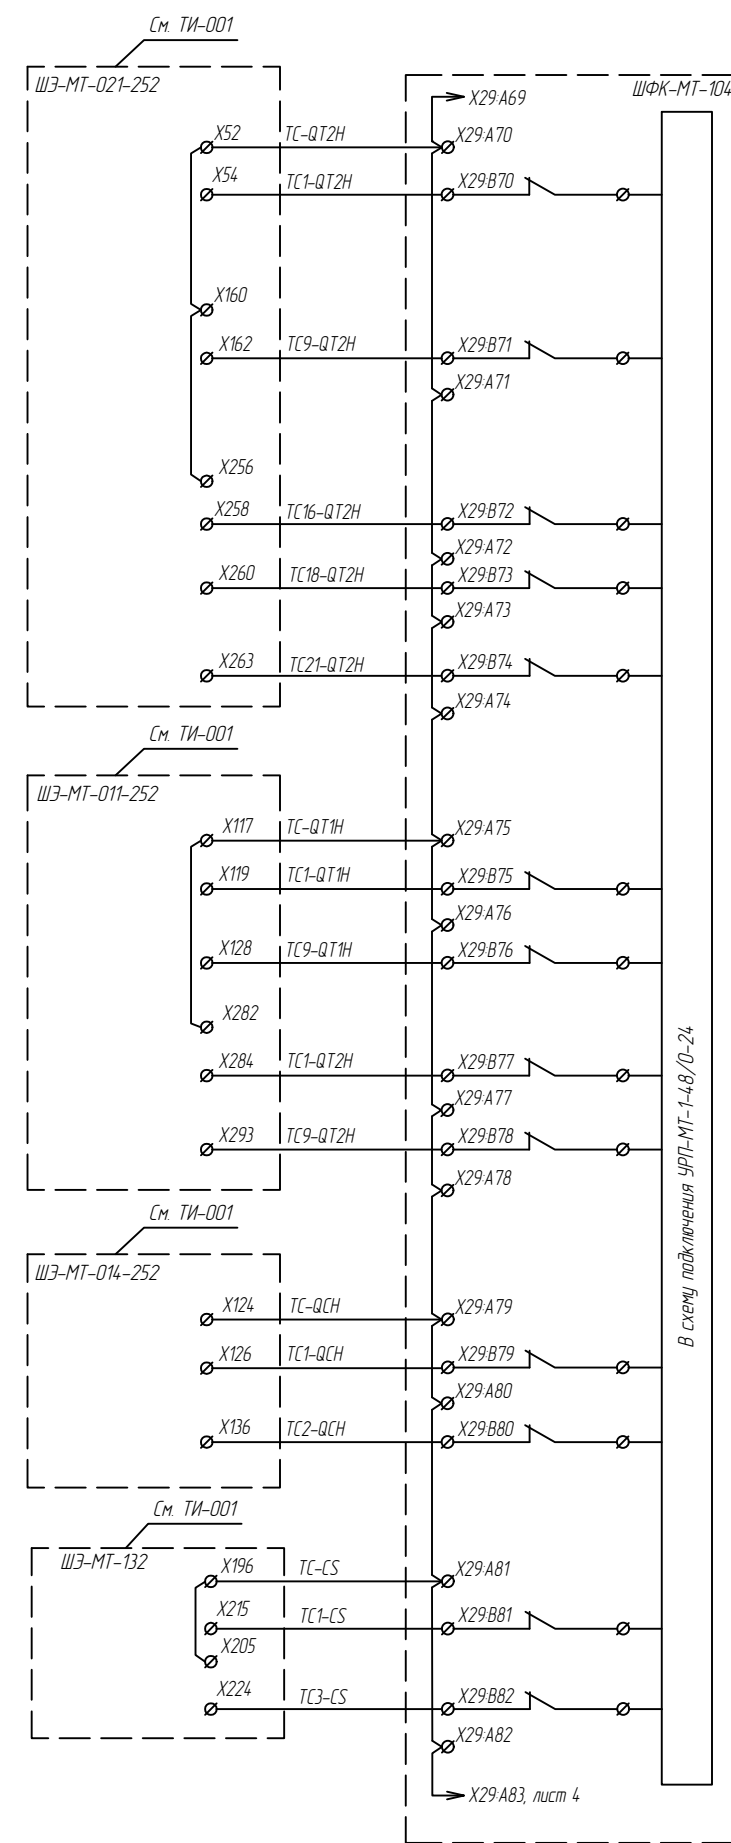 См. ТИ-001
ШЭ-МТ-021-252
ШФК-МТ-104
X29:A69
X52
ТС-QT2H
X29:A70
X54
ТС1-QT2H
X29:B70
X160
X162
ТС9-QT2H
X29:B71
X29:A71
X256
X258
ТС16-QT2H
X29:B72
X29:A72
X260
ТС18-QT2H
X29:B73
X29:A73
X263
ТС21-QT2H
X29:B74
X29:A74
См. ТИ-001
ШЭ-МТ-011-252
X117
ТС-QT1H
X29:A75
X119
ТС1-QT1H
X29:B75
X29:A76
X128
ТС9-QT1H
X29:B76
X282
X284
ТС1-QT2H
X29:B77
X29:A77
X293
ТС9-QT2H
X29:B78
X29:A78
В схему подключения УРП-МТ-1-48/0-24
См. ТИ-001
ШЭ-МТ-014-252
X124
ТС-QCH
X29:A79
X126
ТС1-QCH
X29:B79
X29:A80
X136
ТС2-QCH
X29:B80
См. ТИ-001
ШЭ-МТ-132
X196
ТС-CS
X29:A81
X215
ТС1-CS
X29:B81
X205
X224
ТС3-CS
X29:B82
X29:A82
X29:A83, лист 4